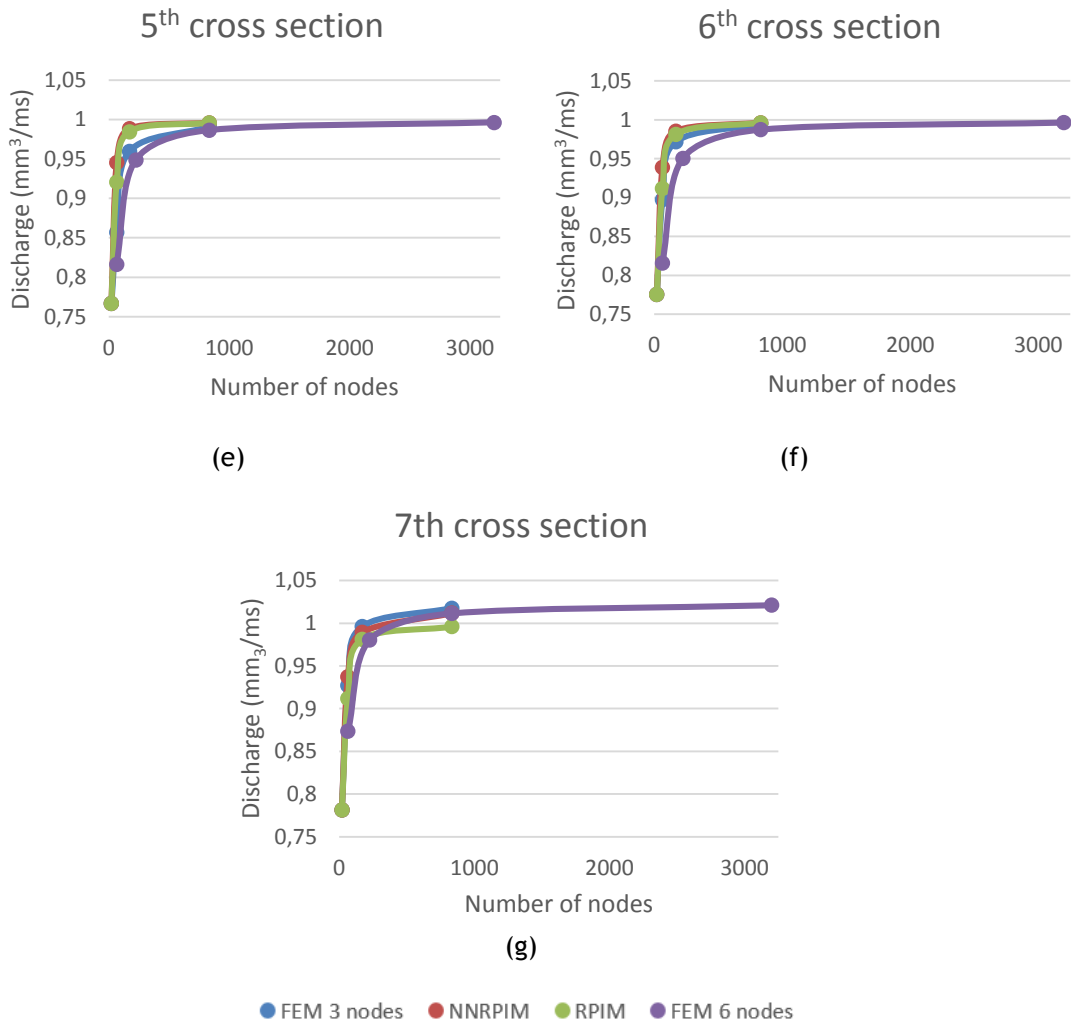 5th cross section
Discharge (mm3/ms)
1,05
1
0,95
0,9
0,85
0,8
0,75
0 1000 2000 3000
Number of nodes
(e)
6th cross section
Discharge (mm3/ms)
1,05
1
0,95
0,9
0,85
0,8
0,75
0 1000 2000 3000
Number of nodes
(f)
7th cross section
Discharge (mm3/ms)
1,05
1
0,95
0,9
0,85
0,8
0,75
0 1000 2000 3000
Number of nodes
(g)
FEM 3 nodes NNRPIM RPIM FEM 6 nodes